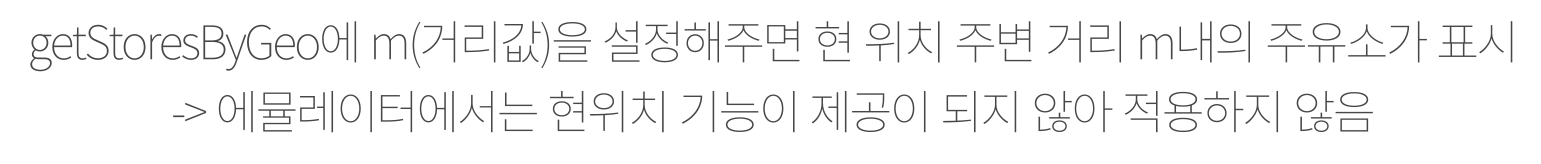 getStoresByGeo에 m(거리값)을 설정해주면 현 위치 주변 거리 m내의 주유소가 표시
-> 에뮬레이터에서는 현위치 기능이 제공이 되지 않아 적용하지 않음